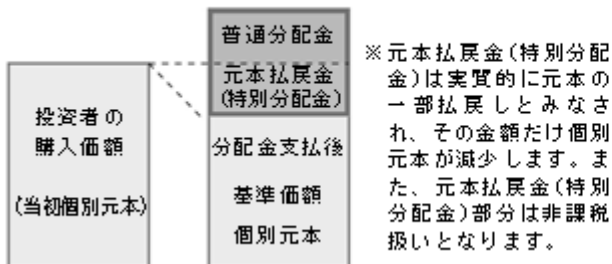 投資者の
購入価額
(当初個別元本)
普通分配金
元本払戻金
(特別分配金)
分配金支払後
基準価額
個別元本
※元本払戻金(特別分配
金)は実質的に元本の
一部払戻しとみなさ
れ、その金額だけ個別
元本が減少します。ま
た、元本払戻金(特別
分配金)部分は非課税
扱いとなります。